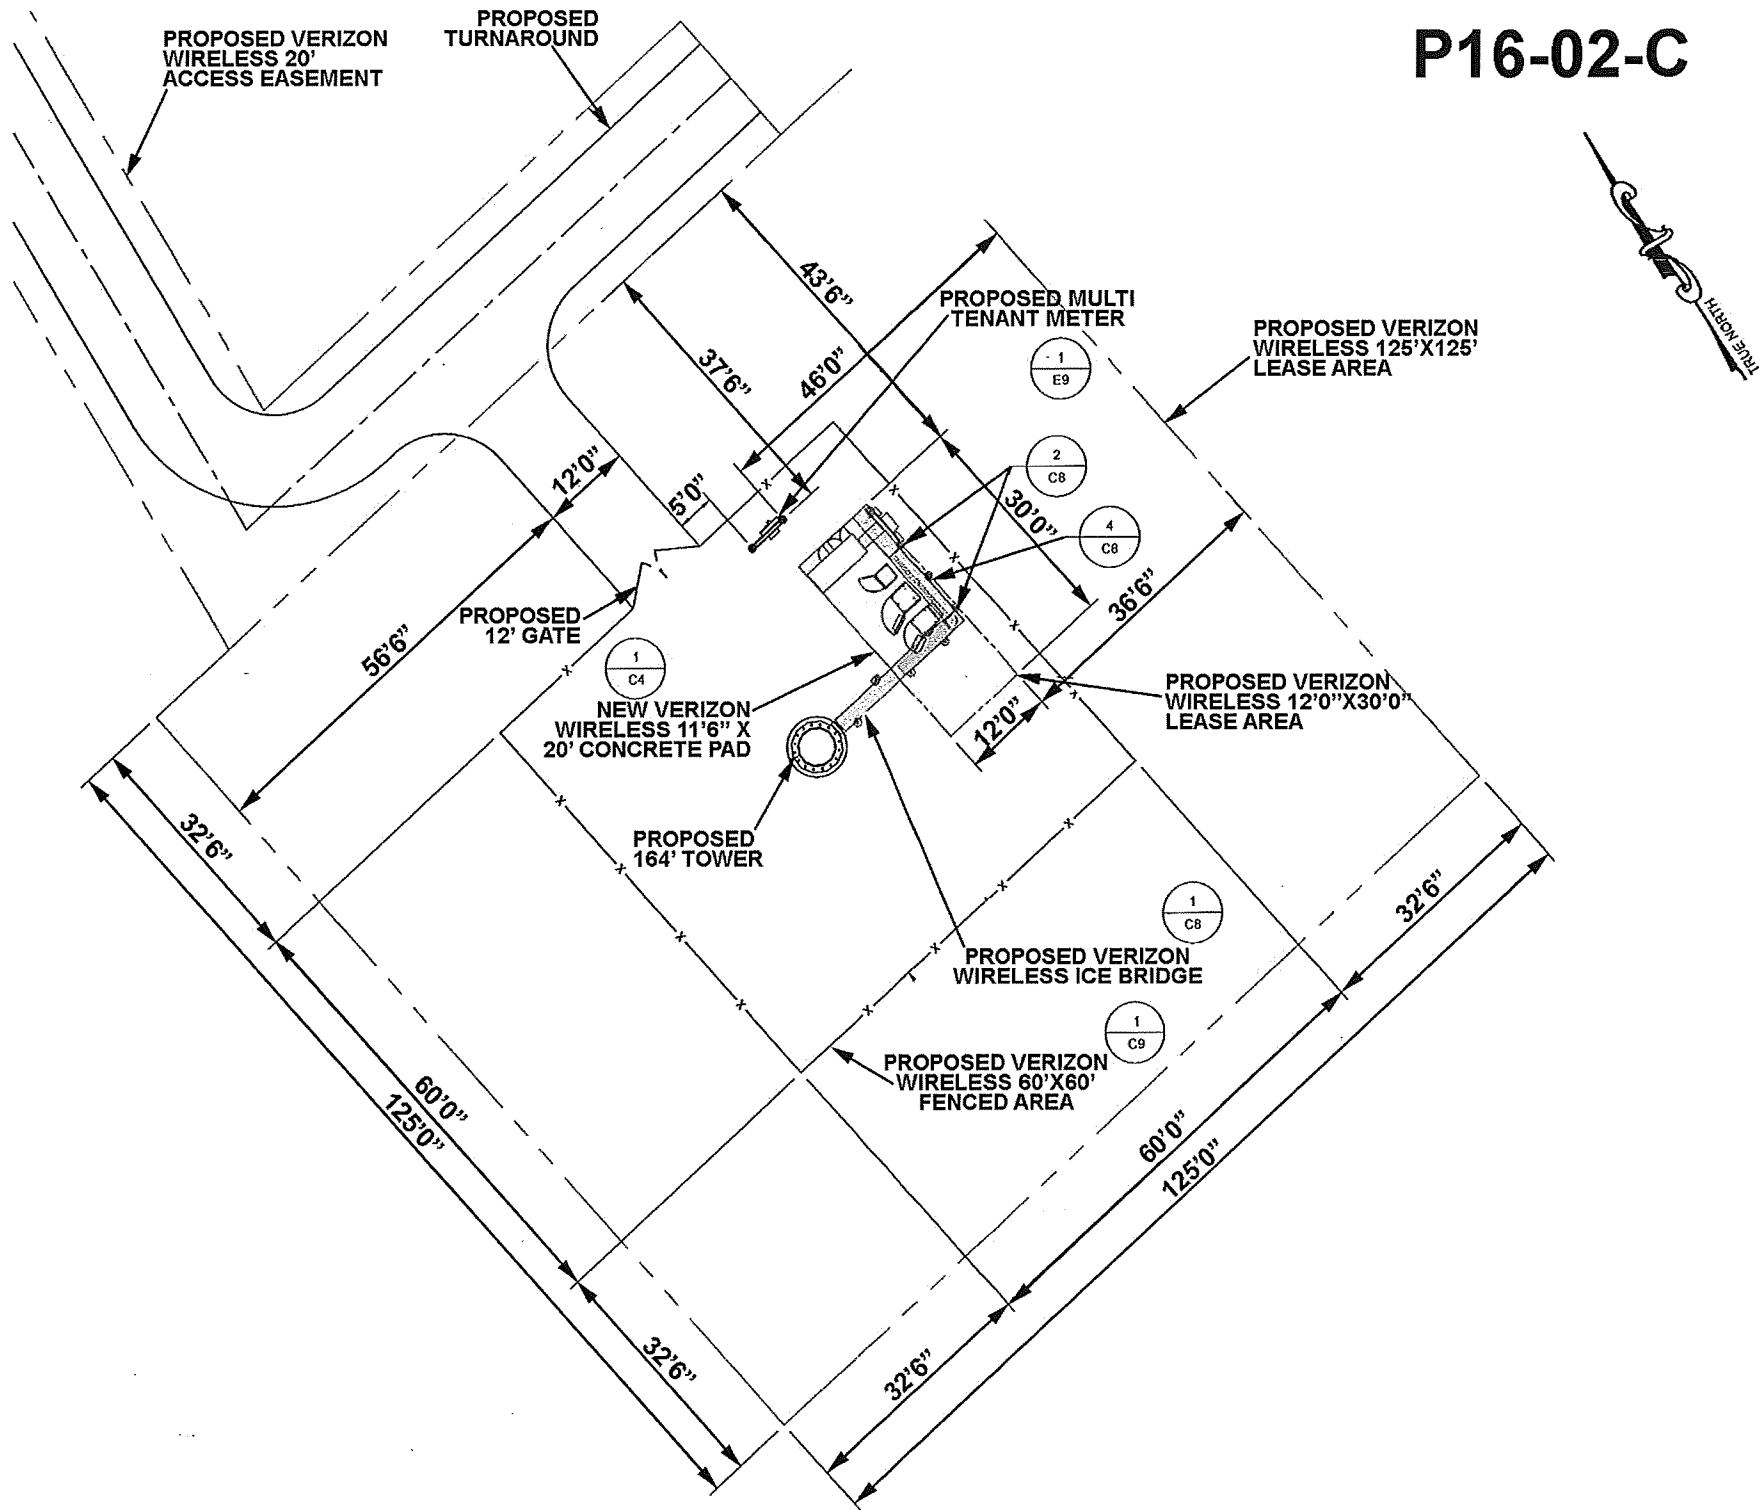 P16-02-C
PROPOSED VERIZON
WIRELESS 20'
ACCESS EASEMENT
PROPOSED
TURNAROUND
TRUE NORTH
43'6"
PROPOSED MULTI
TENANT METER
37'6"
46'0"
1
E9
PROPOSED VERIZON
WIRELESS 125'X125'
LEASE AREA
12'0"
5'0"
2
C8
30'0"
4
C8
36'6"
PROPOSED
12' GATE
56'6"
1
C4
NEW VERIZON
WIRELESS 11'6" X
20' CONCRETE PAD
PROPOSED VERIZON
WIRELESS 12'0"X30'0"
LEASE AREA
12'0"
PROPOSED
164' TOWER
32'6"
32'6"
1
C8
PROPOSED VERIZON
WIRELESS ICE BRIDGE
1
C9
PROPOSED VERIZON
WIRELESS 60'X60'
FENCED AREA
60'0"
125'0"
60'0"
125'0"
32'6"
32'6"